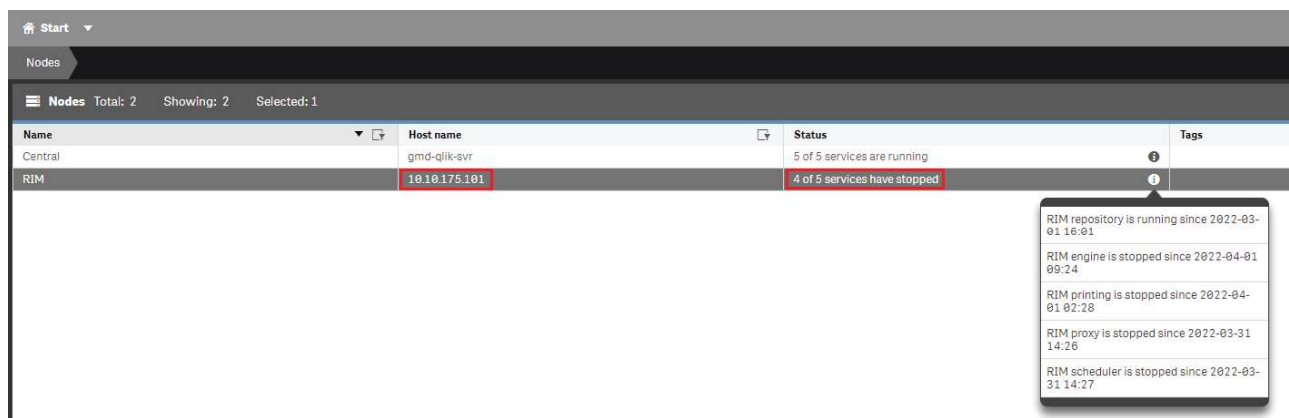 Start
Nodes
Nodes Total: 2 Showing: 2 Selected: 1
Name Host name Status Tags
Central gmd-qlik-svr 5 of 5 services are running
RIM 10.10.175.101 4 of 5 services have stopped
RIM repository is running since 2022-03-
01 16:01
RIM engine is stopped since 2022-04-01
09:24
RIM printing is stopped since 2022-04-
01 02:28
RIM proxy is stopped since 2022-03-31
14:26
RIM scheduler is stopped since 2022-03-
31 14:27